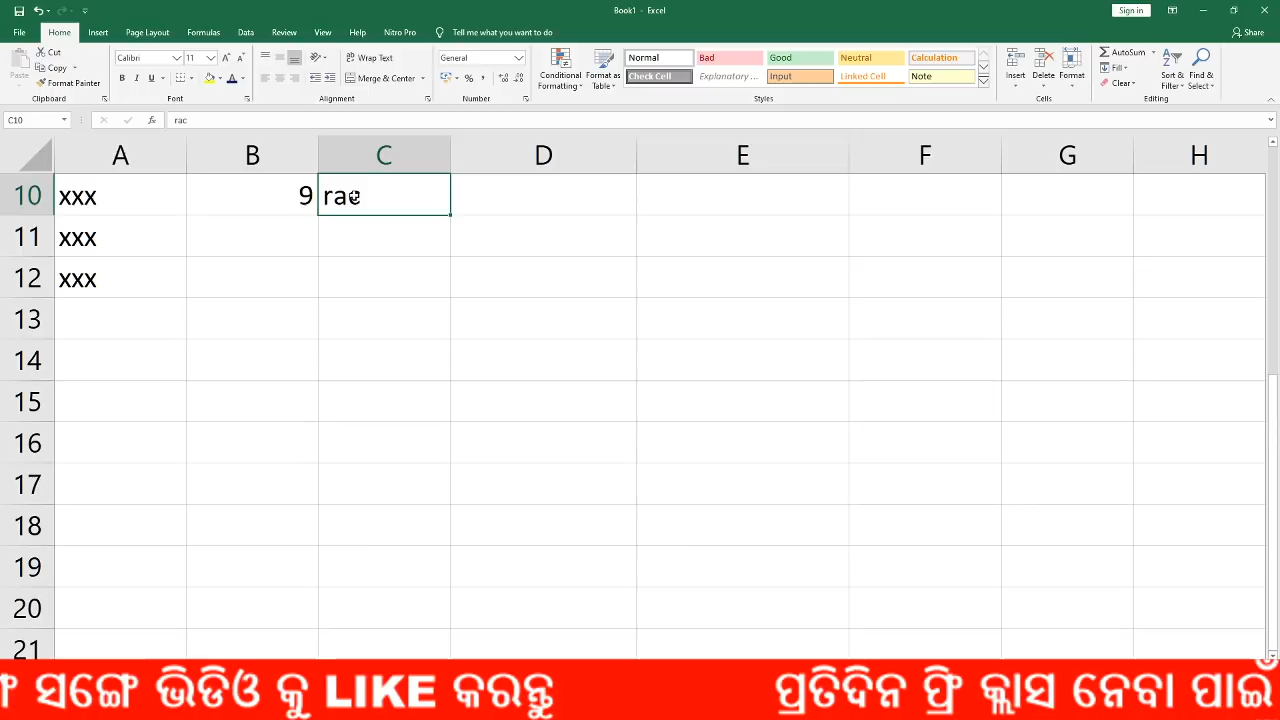 Book1 - Excel
Sign in
File Home Insert Page Layout Formulas Data Review View Help Nitro Pro Tell me what you want to do Share
Paste Cut Copy Calibri 11 Wrap Text General Conditional Formatting Format as Table Normal Bad Good Neutral Calculation Insert Delete Format AutoSum Sort & Filter Find & Select
B I U Merge & Center Check Cell Explanatory ... Input Linked Cell Note Fill Clear
Clipboard Font Alignment Number Styles Cells Editing
C10 fx rac
A B C D E F G H
10 xxx 9 rac
11 xxx
12 xxx
13
14
15
16
17
18
19
20
21
ସଙ୍ଗେ ଭିଡିଓ କୁ LIKE କରନ୍ତୁ ପ୍ରତିଦିନ ଫ୍ରି କ୍ଲାସ ନେବା ପାଇଁ